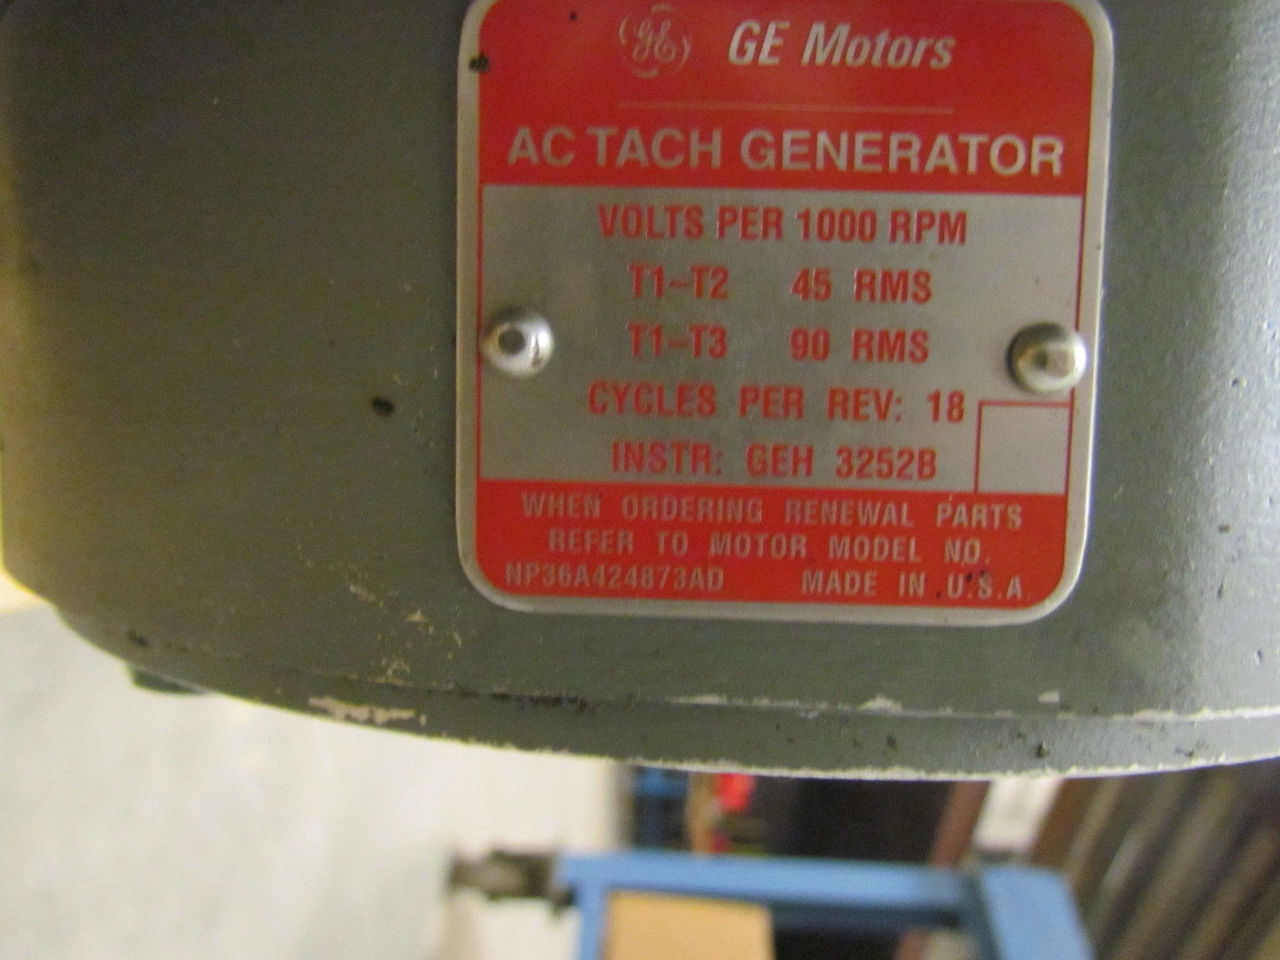 GE GE Motors
AC TACH GENERATOR
VOLTS PER 1000 RPM
T1-T2 45 RMS
T1-T3 90 RMS
CYCLES PER REV: 18
INSTR: GEH 3252B
WHEN ORDERING RENEWAL PARTS
REFER TO MOTOR MODEL NO.
NP36A424873AD MADE IN U.S.A.